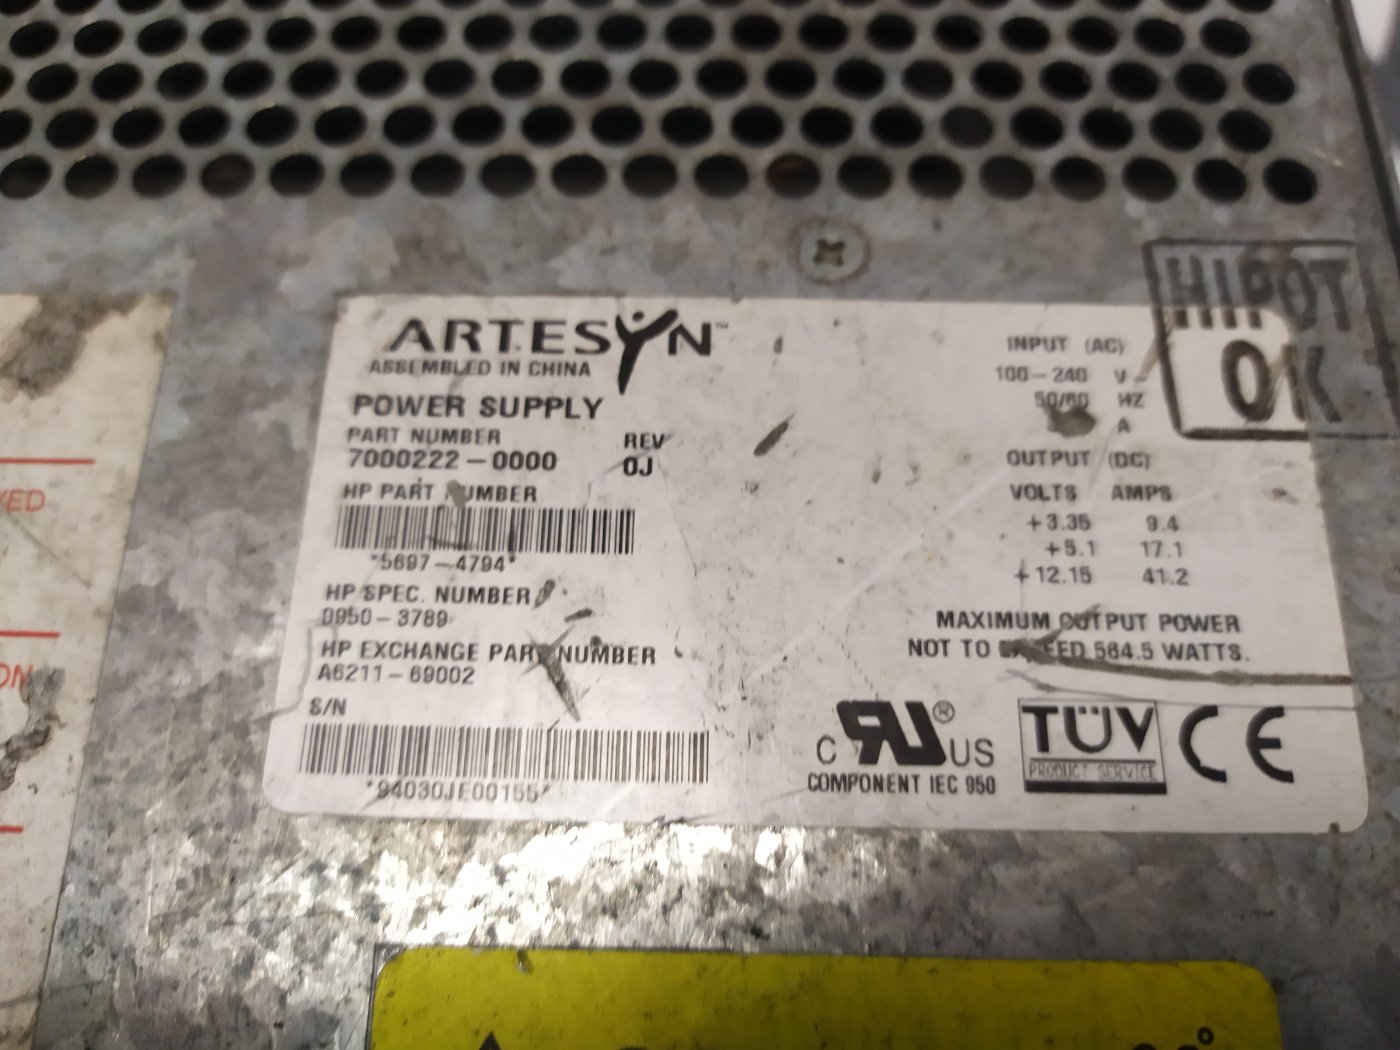 ARTESYN™
ASSEMBLED IN CHINA
POWER SUPPLY
PART NUMBER REV
7000222-0000 0J
HP PART NUMBER
*5697-4794*
HP SPEC. NUMBER
0950-3789
HP EXCHANGE PART NUMBER
A6211-69002
S/N
*94030JE00155*
INPUT (AC)
100-240 V~
50/60 HZ
A
OUTPUT (DC)
VOLTS AMPS
+3.35 9.4
+5.1 17.1
+12.15 41.2
MAXIMUM OUTPUT POWER
NOT TO EXCEED 564.5 WATTS.
C RU® US
COMPONENT IEC 950
TÜV
PRODUCT SERVICE
CE
HIPOT
OK